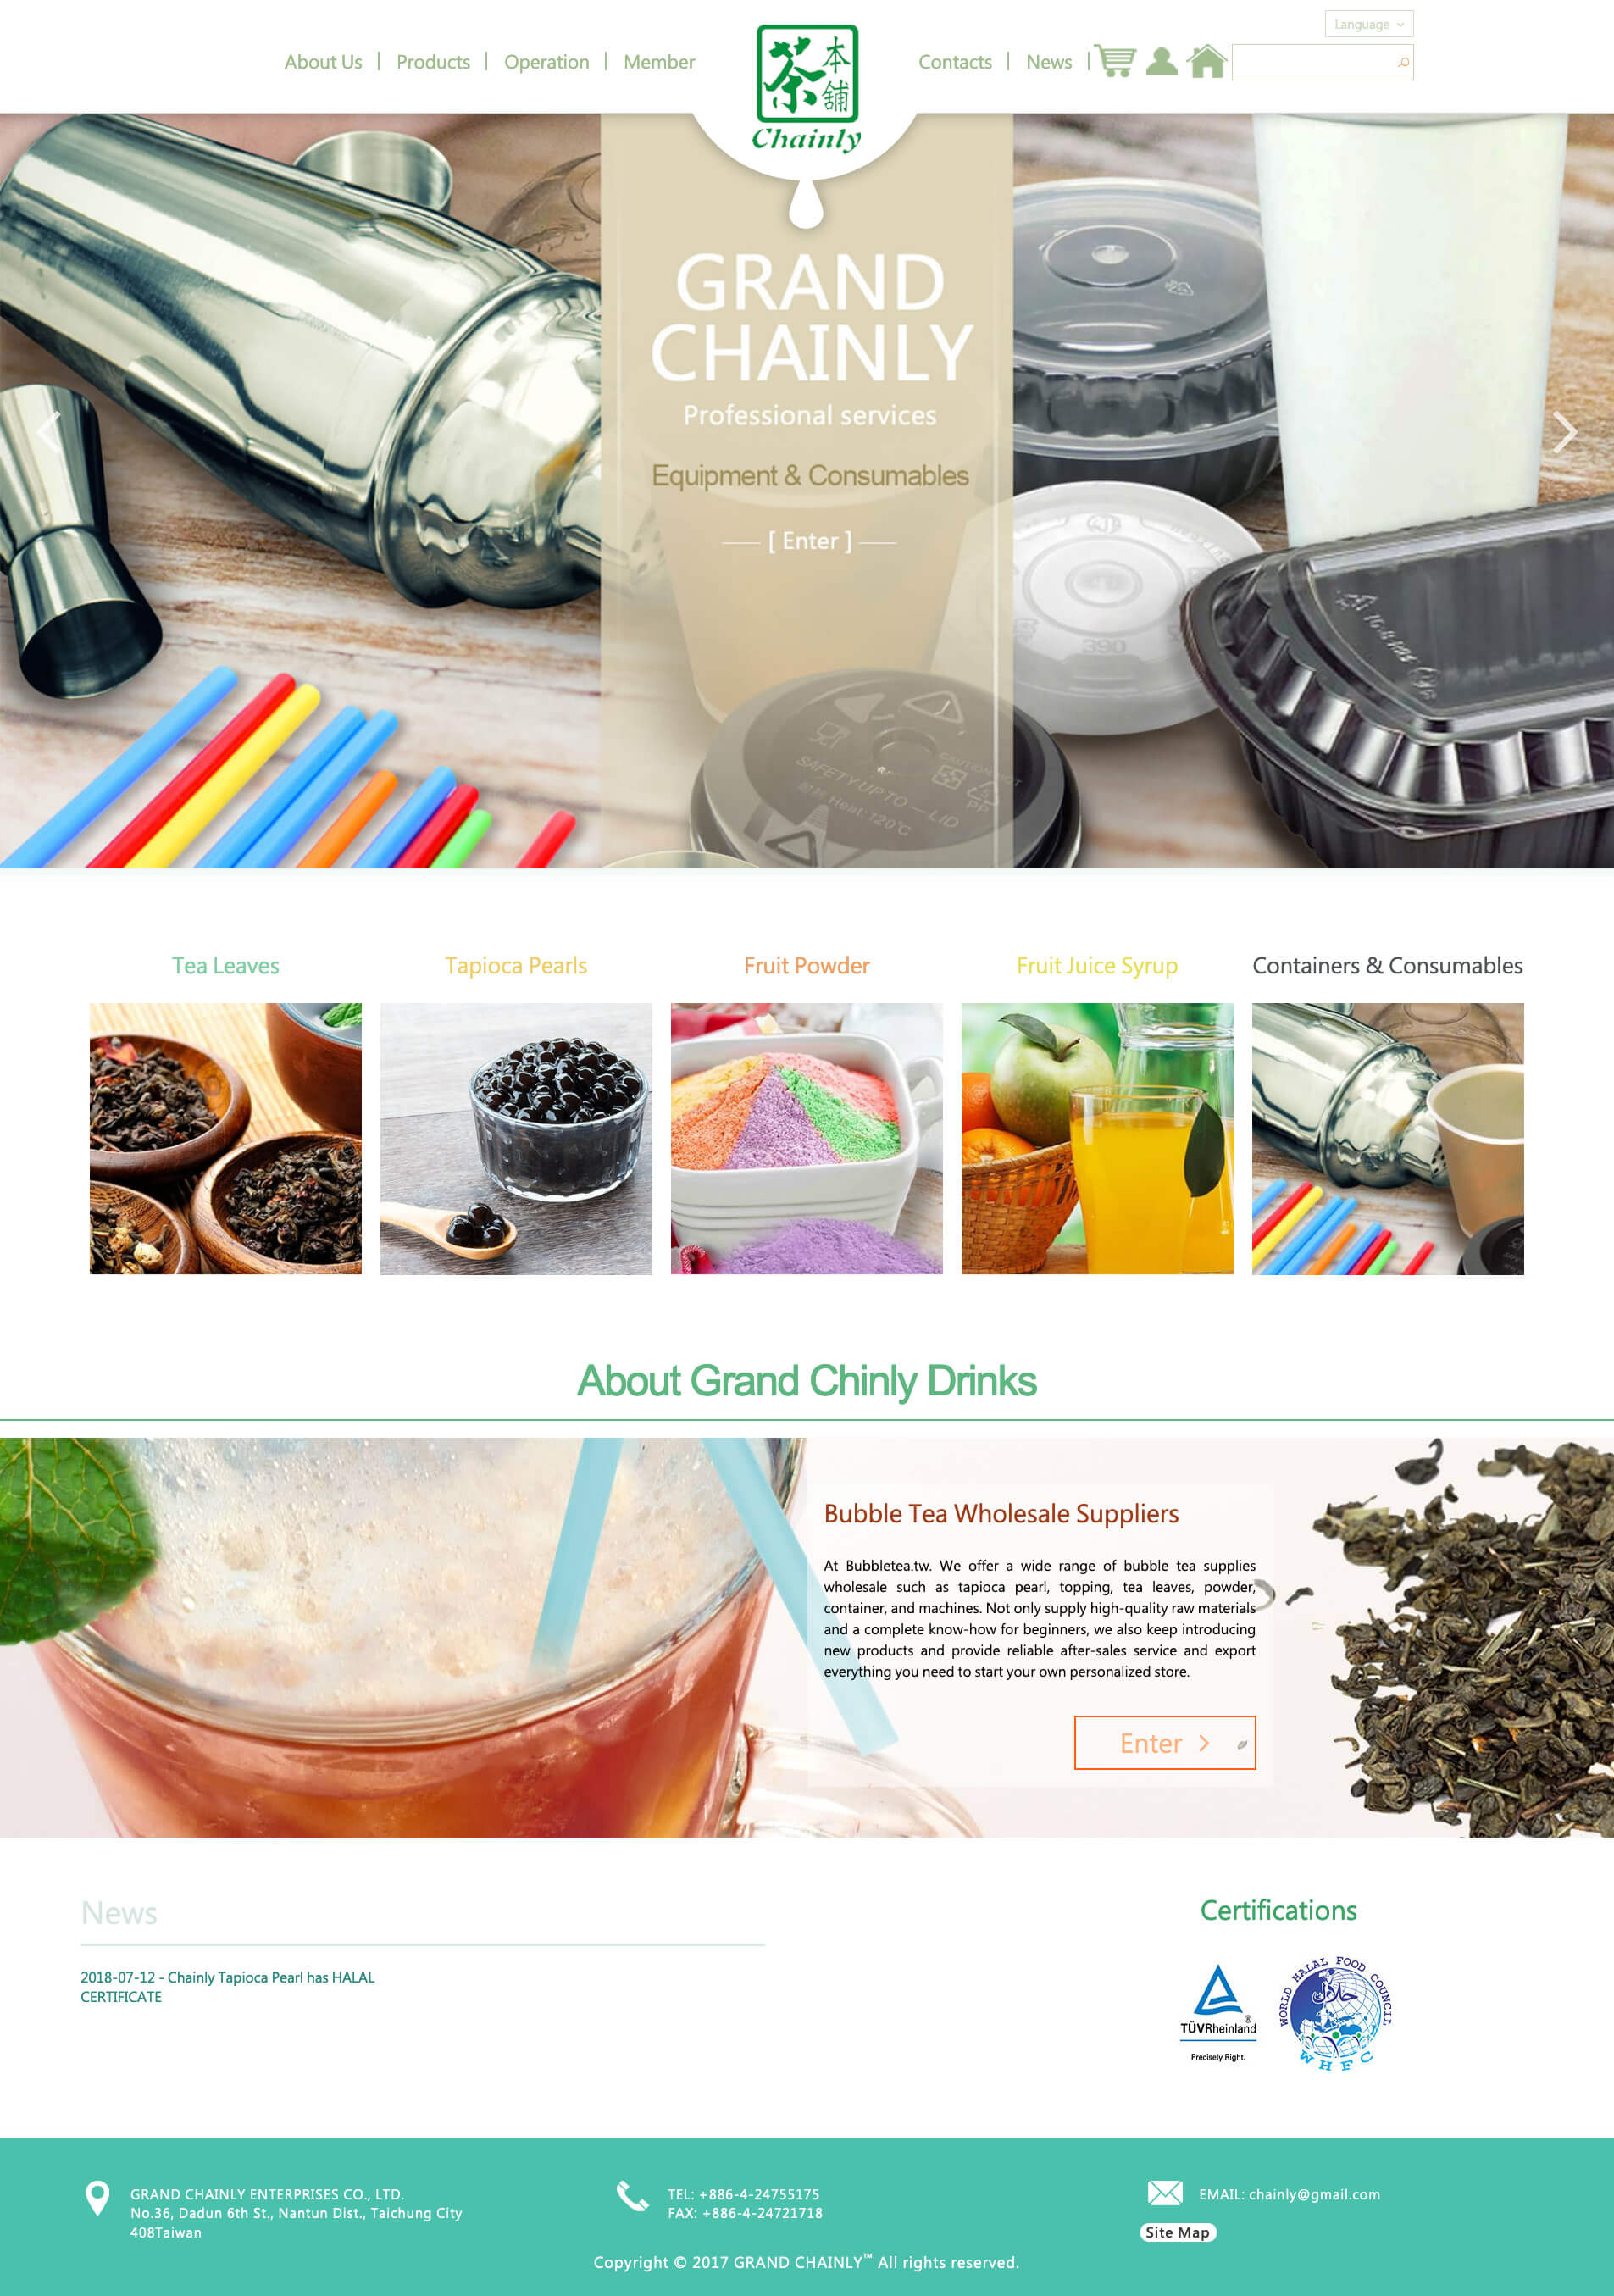 Language
About Us
Products
Operation
Member
茶
本
舖
Chainly
Contacts
News
GRAND
CHAINLY
Professional services
Equipment & Consumables
[ Enter ]
390
SAFETY UP TO — LID
Heat 120°C
CAUTION HOT
PP
Tea Leaves
Tapioca Pearls
Fruit Powder
Fruit Juice Syrup
Containers & Consumables
About Grand Chinly Drinks
Bubble Tea Wholesale Suppliers
At Bubbletea.tw. We offer a wide range of bubble tea supplies
wholesale such as tapioca pearl, topping, tea leaves, powder,
container, and machines. Not only supply high-quality raw materials
and a complete know-how for beginners, we also keep introducing
new products and provide reliable after-sales service and export
everything you need to start your own personalized store.
Enter >
News
2018-07-12 - Chainly Tapioca Pearl has HALAL
CERTIFICATE
Certifications
TÜVRheinland®
Precisely Right.
WORLD HALAL FOOD COUNCIL
حلال
WHFC
GRAND CHAINLY ENTERPRISES CO., LTD.
No.36, Dadun 6th St., Nantun Dist., Taichung City
408Taiwan
TEL: +886-4-24755175
FAX: +886-4-24721718
EMAIL: chainly@gmail.com
Site Map
Copyright © 2017 GRAND CHAINLY™ All rights reserved.